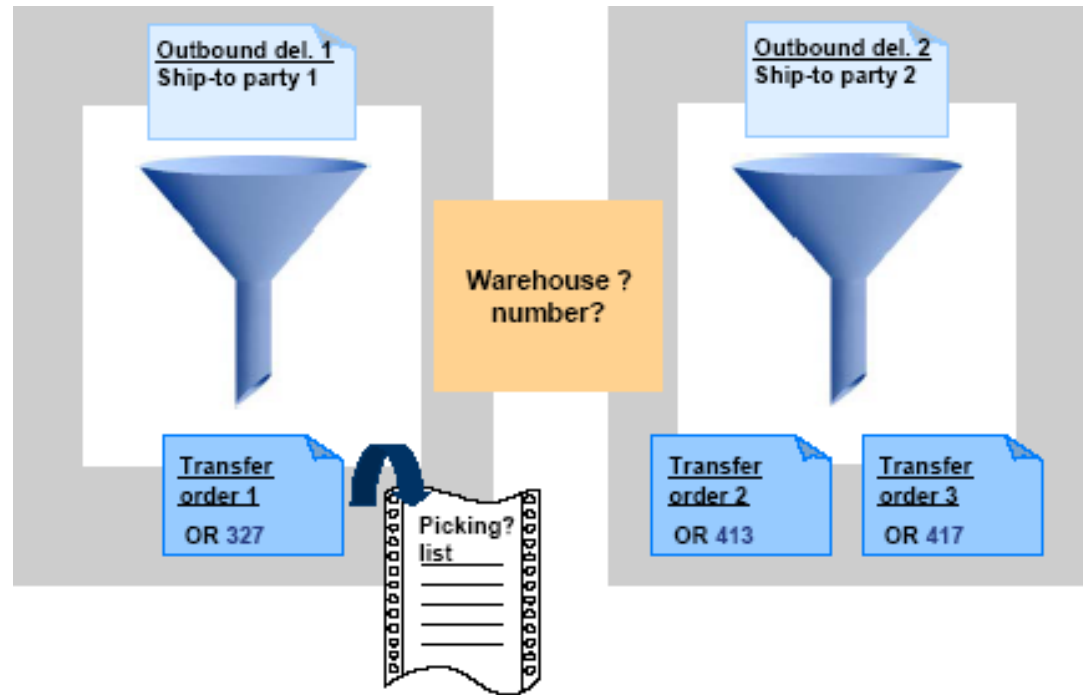 Outbound del. 1
Ship-to party 1
Outbound del. 2
Ship-to party 2
Warehouse ?
number?
Transfer
order 1
OR 327
Picking?
list
Transfer
order 2
OR 413
Transfer
order 3
OR 417